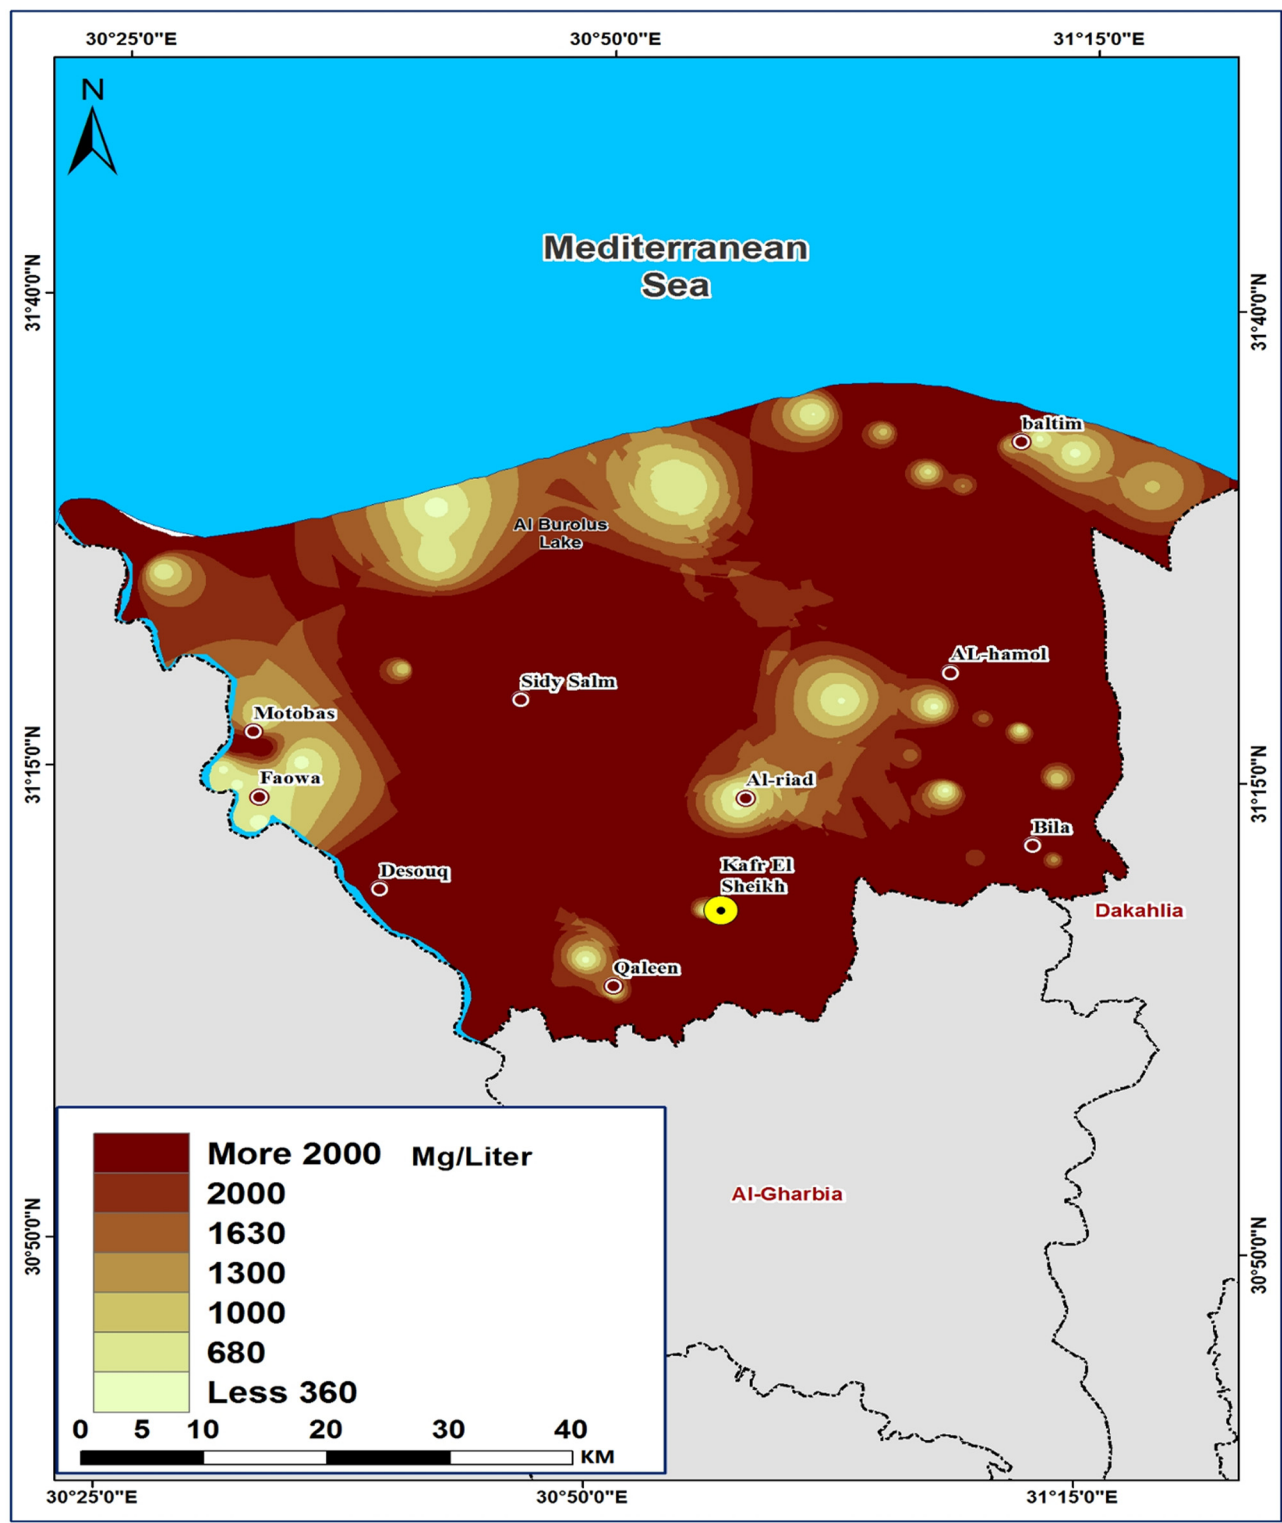 30°25'0"E
30°50'0"E
31°15'0"E
N
Mediterranean
Sea
31°40'0"N
31°40'0"N
baltim
Al Burolus
Lake
AL-hamol
Sidy Salm
Motobas
31°15'0"N
31°15'0"N
Faowa
Al-riad
Bila
Desouq
Kafr El
Sheikh
Dakahlia
Qaleen
More 2000 Mg/Liter
2000
Al-Gharbia
1630
30°50'0"N
30°50'0"N
1300
1000
680
Less 360
0 5 10 20 30 40
KM
30°25'0"E
30°50'0"E
31°15'0"E